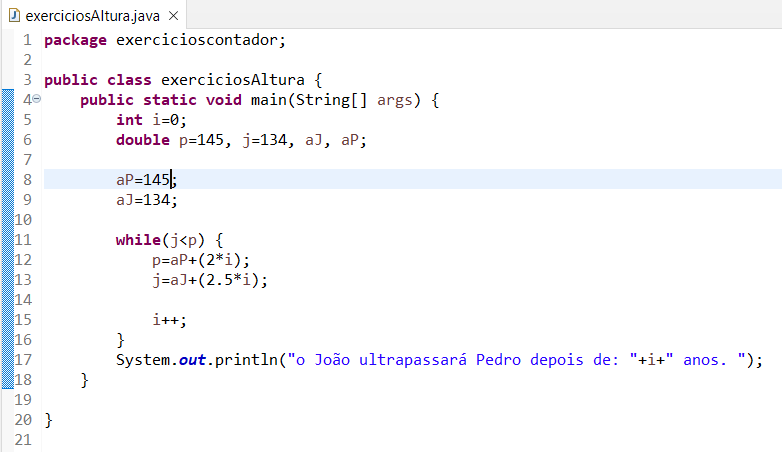 exerciciosAltura.java
1 package exercicioscontador;
2
3 public class exerciciosAltura {
4 public static void main(String[] args) {
5 int i=0;
6 double p=145, j=134, aJ, aP;
7
8 aP=145;
9 aJ=134;
10
11 while(j<p) {
12 p=aP+(2*i);
13 j=aJ+(2.5*i);
14
15 i++;
16 }
17 System.out.println("o João ultrapassará Pedro depois de: "+i+" anos. ");
18 }
19
20 }
21